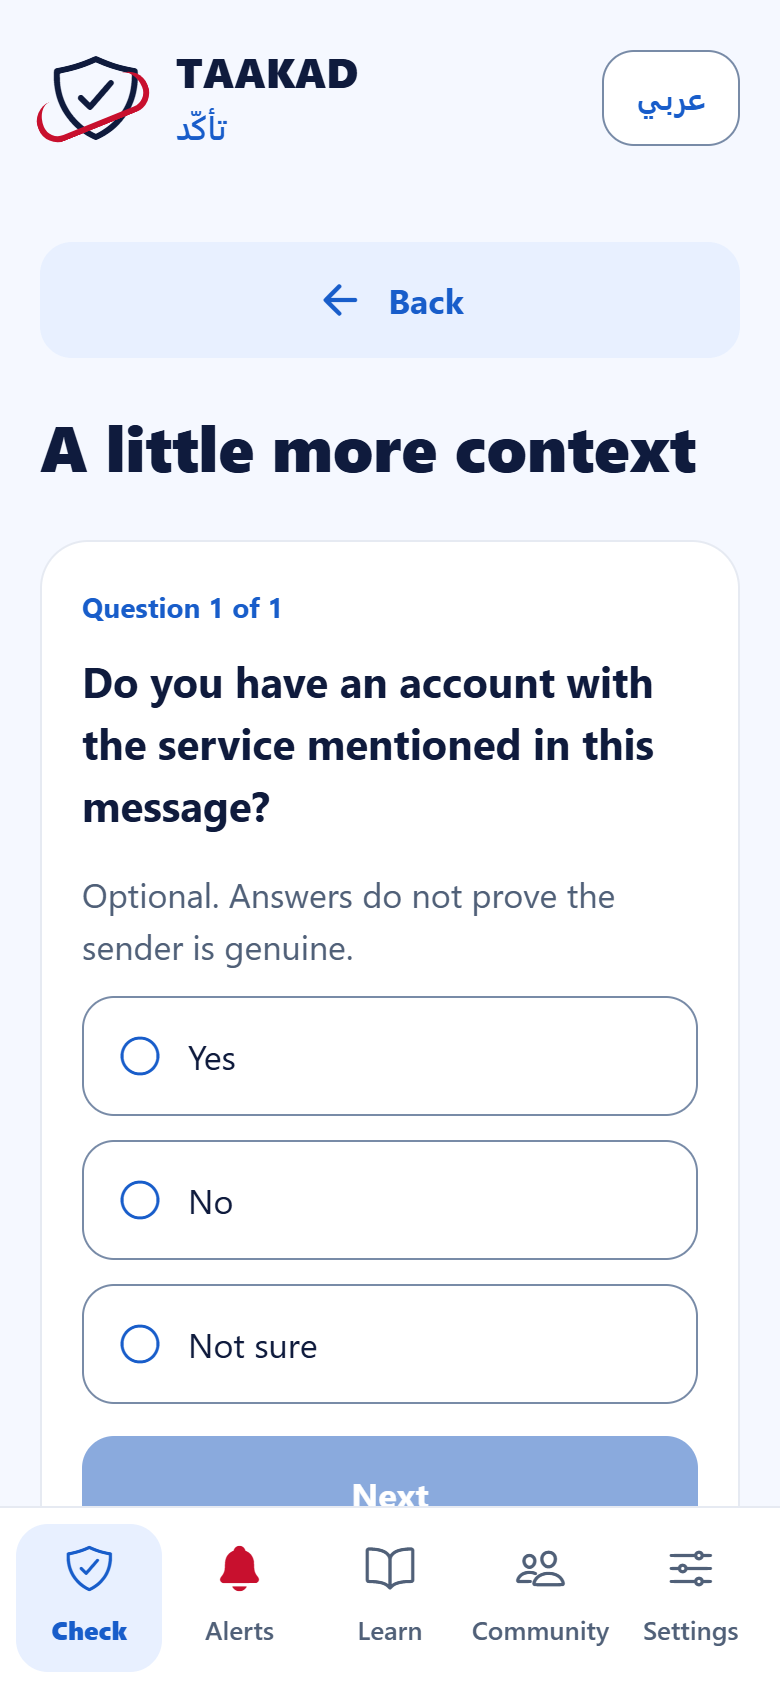 TAAKAD
تأكّد
عربي
Back
A little more context
Question 1 of 1
Do you have an account with
the service mentioned in this
message?
Optional. Answers do not prove the
sender is genuine.
Yes
No
Not sure
Next
Check
Alerts
Learn
Community
Settings